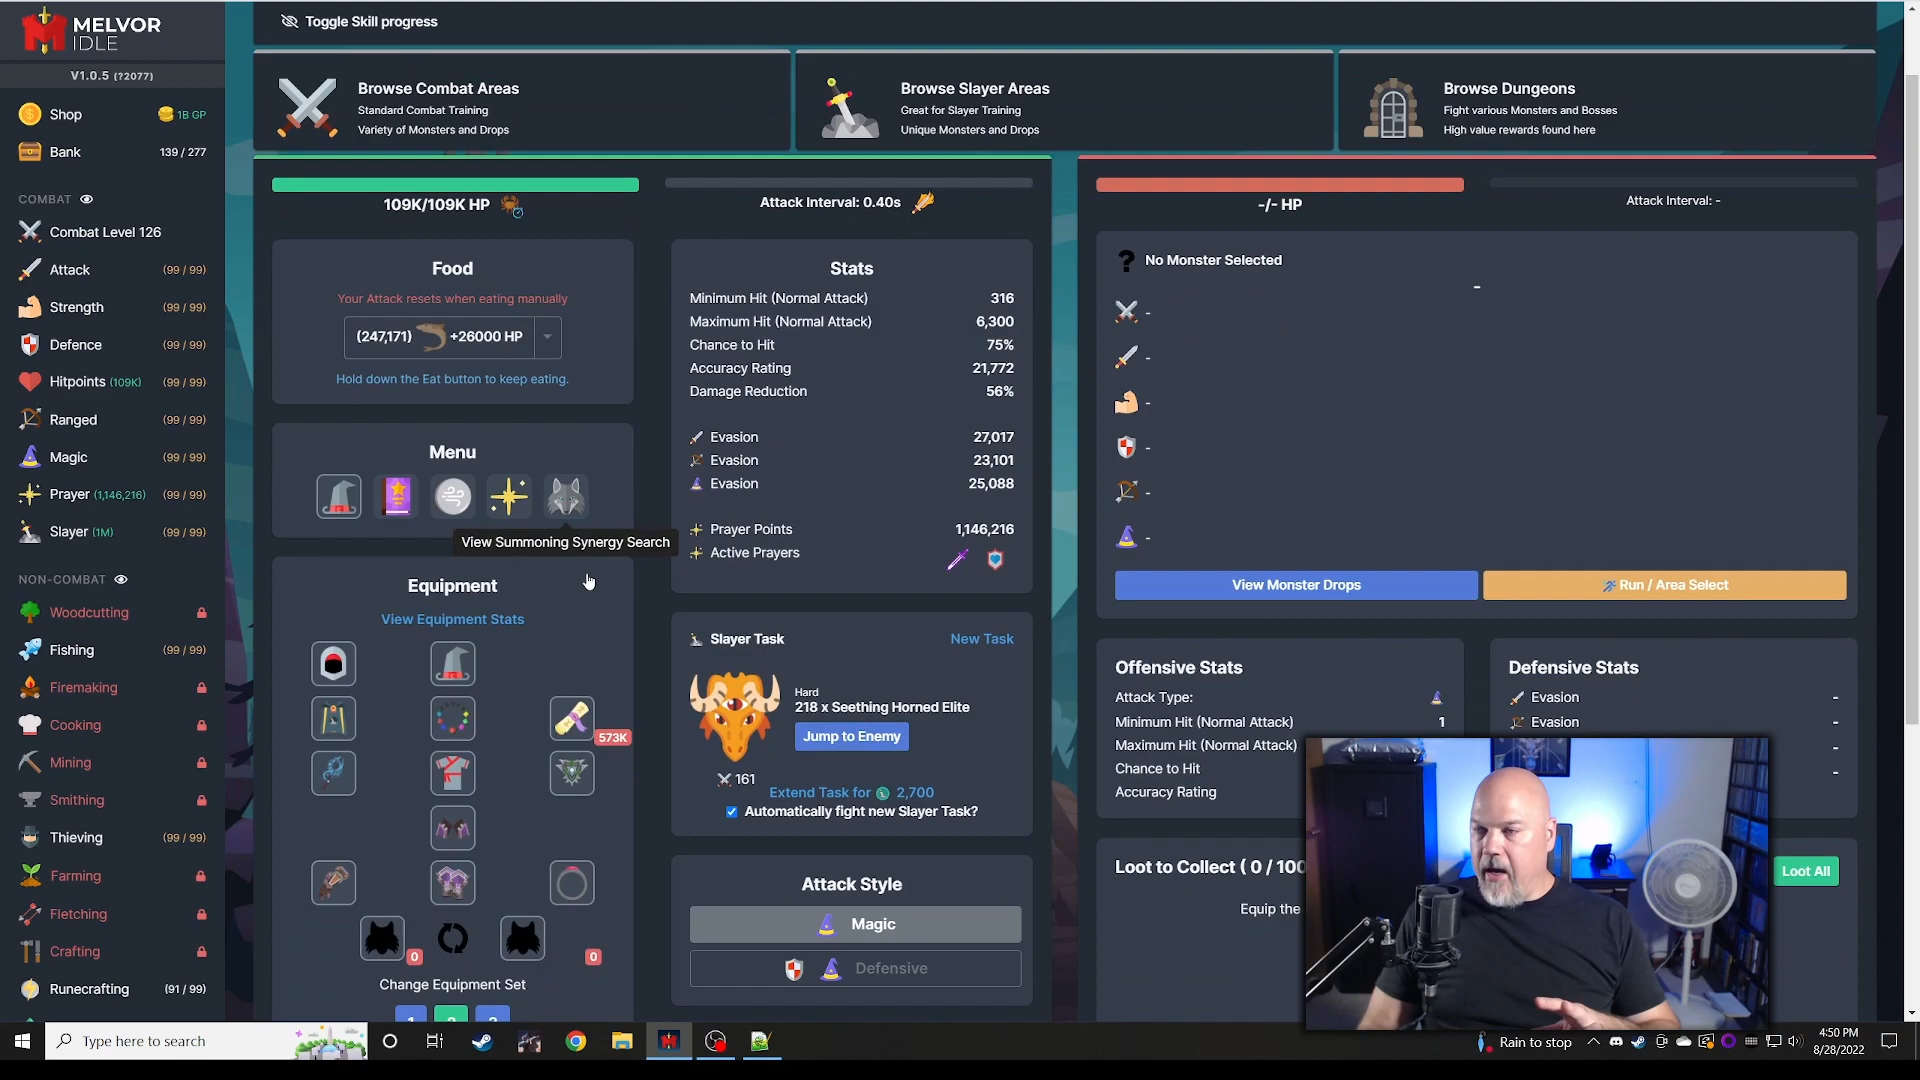 MELVOR
IDLE
V1.0.5 (?2077)
Shop
1B GP
Bank
139 / 277
COMBAT
Combat Level 126
Attack
(99 / 99)
Strength
(99 / 99)
Defence
(99 / 99)
Hitpoints (109K)
(99 / 99)
Ranged
(99 / 99)
Magic
(99 / 99)
Prayer (1,146,216)
(99 / 99)
Slayer (1M)
(99 / 99)
NON-COMBAT
Woodcutting
Fishing
(99 / 99)
Firemaking
Cooking
Mining
Smithing
Thieving
(99 / 99)
Farming
Fletching
Crafting
Runecrafting
(91 / 99)
Toggle Skill progress
Browse Combat Areas
Standard Combat Training
Variety of Monsters and Drops
Browse Slayer Areas
Great for Slayer Training
Unique Monsters and Drops
Browse Dungeons
Fight various Monsters and Bosses
High value rewards found here
109K/109K HP
Attack Interval: 0.40s
Food
Your Attack resets when eating manually
(247,171) +26000 HP
Hold down the Eat button to keep eating.
Menu
View Summoning Synergy Search
Equipment
View Equipment Stats
573K
0
0
Change Equipment Set
1
2
3
Stats
Minimum Hit (Normal Attack)
316
Maximum Hit (Normal Attack)
6,300
Chance to Hit
75%
Accuracy Rating
21,772
Damage Reduction
56%
Evasion
27,017
Evasion
23,101
Evasion
25,088
Prayer Points
1,146,216
Active Prayers
Slayer Task
New Task
Hard
218 x Seething Horned Elite
Jump to Enemy
161
Extend Task for 2,700
Automatically fight new Slayer Task?
Attack Style
Magic
Defensive
-/- HP
Attack Interval: -
No Monster Selected
-
-
-
-
-
-
-
View Monster Drops
Run / Area Select
Offensive Stats
Attack Type:
Minimum Hit (Normal Attack)
1
Maximum Hit (Normal Attack)
Chance to Hit
Accuracy Rating
Defensive Stats
Evasion
-
Evasion
-
-
-
Loot to Collect ( 0 / 100
Loot All
Equip the
Type here to search
Rain to stop
4:50 PM
8/28/2022